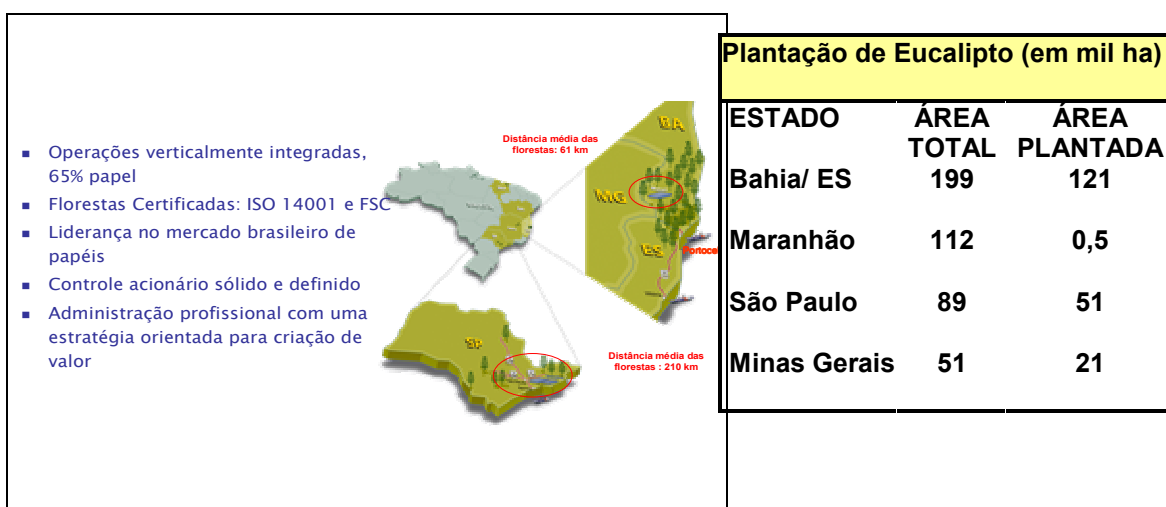 Operações verticalmente integradas,
65% papel
Florestas Certificadas: ISO 14001 e FSC
Liderança no mercado brasileiro de
papéis
Controle acionário sólido e definido
Administração profissional com uma
estratégia orientada para criação de
valor
Distância média das
florestas: 61 km
BA
MG
ES
Portocel
SP
Distância média das
florestas : 210 km
Plantação de Eucalipto (em mil ha)
ESTADO ÁREA TOTAL ÁREA PLANTADA
Bahia/ ES 199 121
Maranhão 112 0,5
São Paulo 89 51
Minas Gerais 51 21